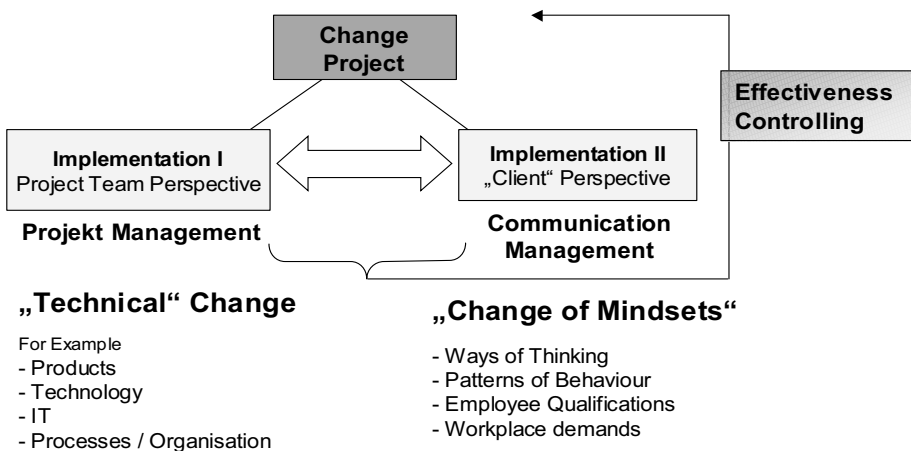 Change
Project
Effectiveness
Controlling
Implementation I
Project Team Perspective
Implementation II
„Client“ Perspective
Projekt Management
Communication
Management
„Technical“ Change
For Example
- Products
- Technology
- IT
- Processes / Organisation
„Change of Mindsets“
- Ways of Thinking
- Patterns of Behaviour
- Employee Qualifications
- Workplace demands